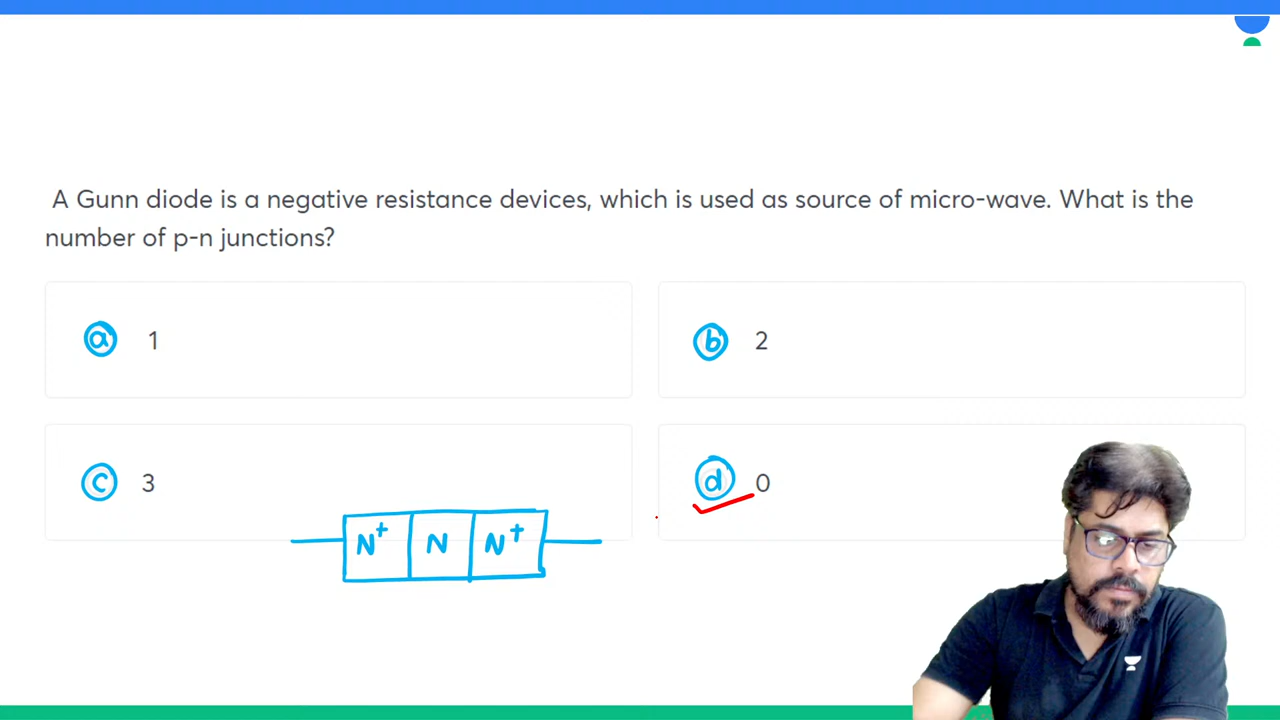 A Gunn diode is a negative resistance devices, which is used as source of micro-wave. What is the
number of p-n junctions?
a 1
b 2
c 3
d 0
N+ N N+